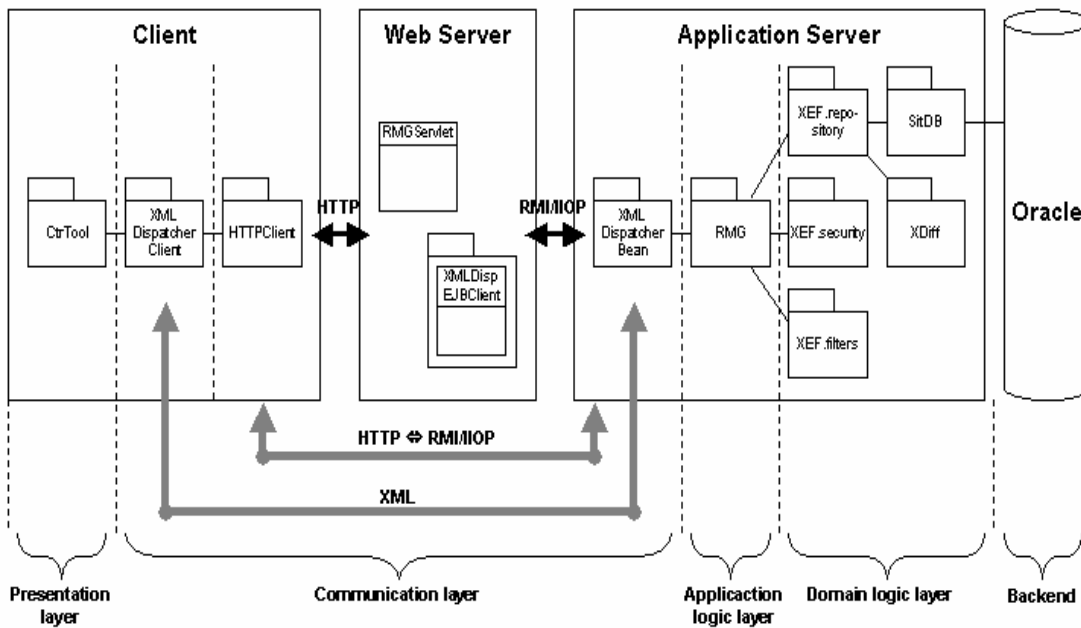 Client
Web Server
Application Server
RMGServlet
XEF.repo-
sitory
SitDB
CtrTool
XML
Dispatcher
Client
HTTPClient
HTTP
RMI/IIOP
XML
Dispatcher
Bean
RMG
XEF.security
XDiff
Oracle
XMLDisp
EJBClient
XEF.filters
HTTP ⇔ RMI/IIOP
XML
Presentation
layer
Communication layer
Applicaction
logic layer
Domain logic layer
Backend